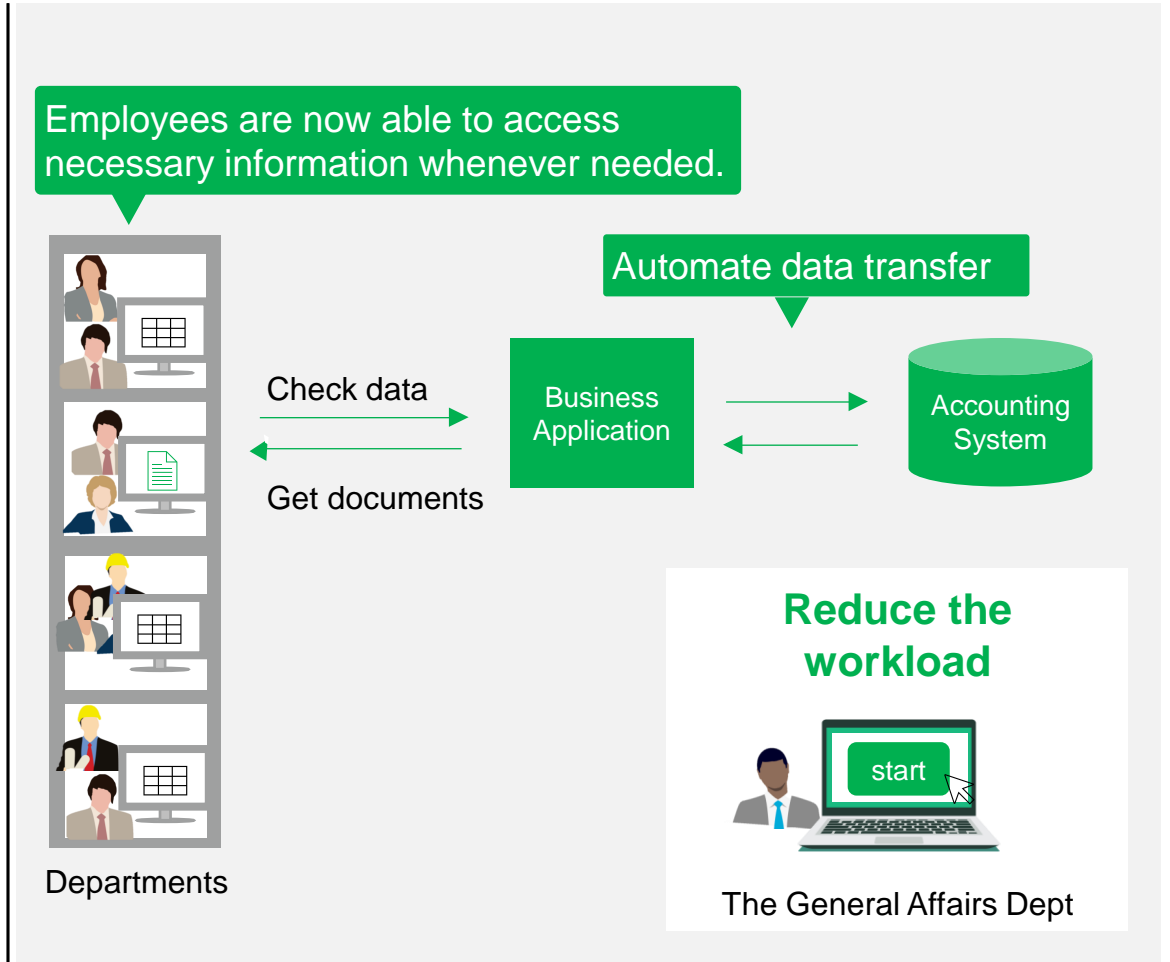 Employees are now able to access
necessary information whenever needed.
Automate data transfer
Check data
Get documents
Business
Application
Accounting
System
Reduce the
workload
start
The General Affairs Dept
Departments